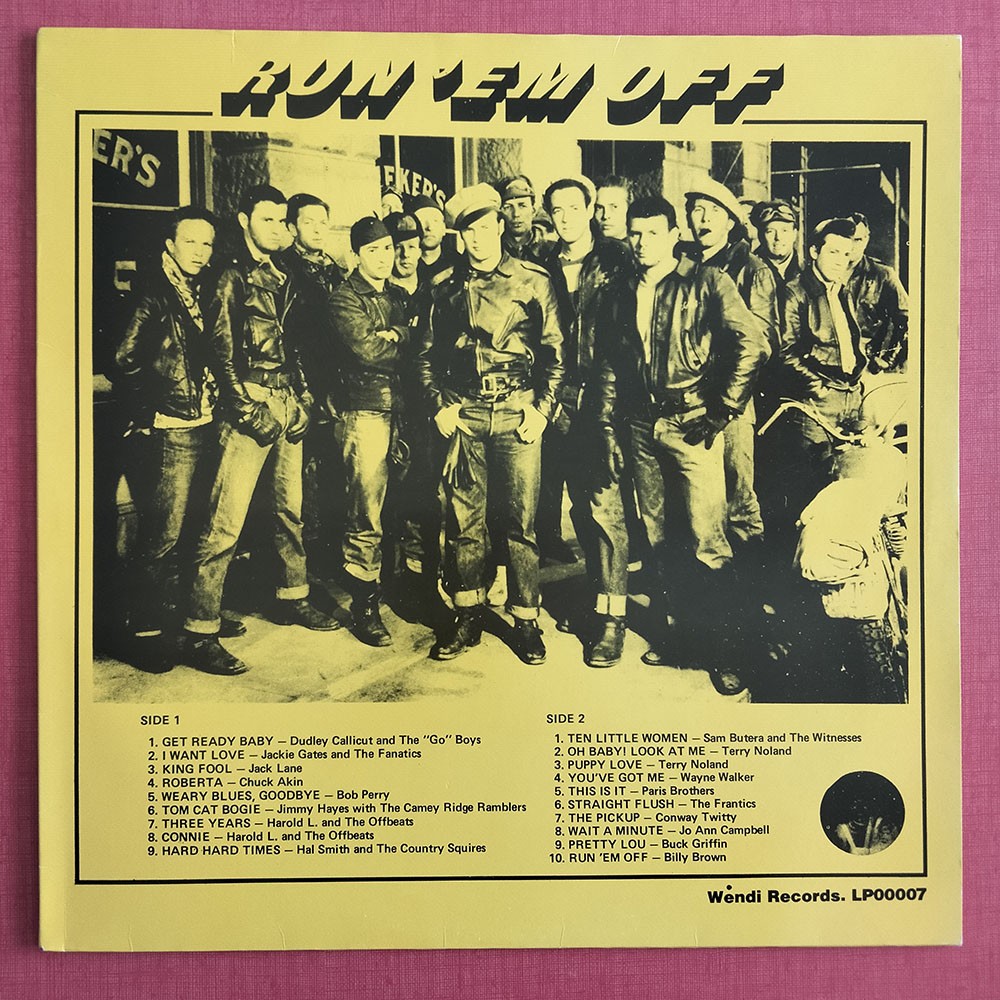 RUN 'EM OFF
ER'S
EKER'S
SIDE 1
1. GET READY BABY – Dudley Callicut and The "Go" Boys
2. I WANT LOVE – Jackie Gates and The Fanatics
3. KING FOOL – Jack Lane
4. ROBERTA – Chuck Akin
5. WEARY BLUES, GOODBYE – Bob Perry
6. TOM CAT BOGIE – Jimmy Hayes with The Camey Ridge Ramblers
7. THREE YEARS – Harold L. and The Offbeats
8. CONNIE – Harold L. and The Offbeats
9. HARD HARD TIMES – Hal Smith and The Country Squires
SIDE 2
1. TEN LITTLE WOMEN – Sam Butera and The Witnesses
2. OH BABY! LOOK AT ME – Terry Noland
3. PUPPY LOVE – Terry Noland
4. YOU'VE GOT ME – Wayne Walker
5. THIS IS IT – Paris Brothers
6. STRAIGHT FLUSH – The Frantics
7. THE PICKUP – Conway Twitty
8. WAIT A MINUTE – Jo Ann Campbell
9. PRETTY LOU – Buck Griffin
10. RUN 'EM OFF – Billy Brown
Wendi Records. LP00007